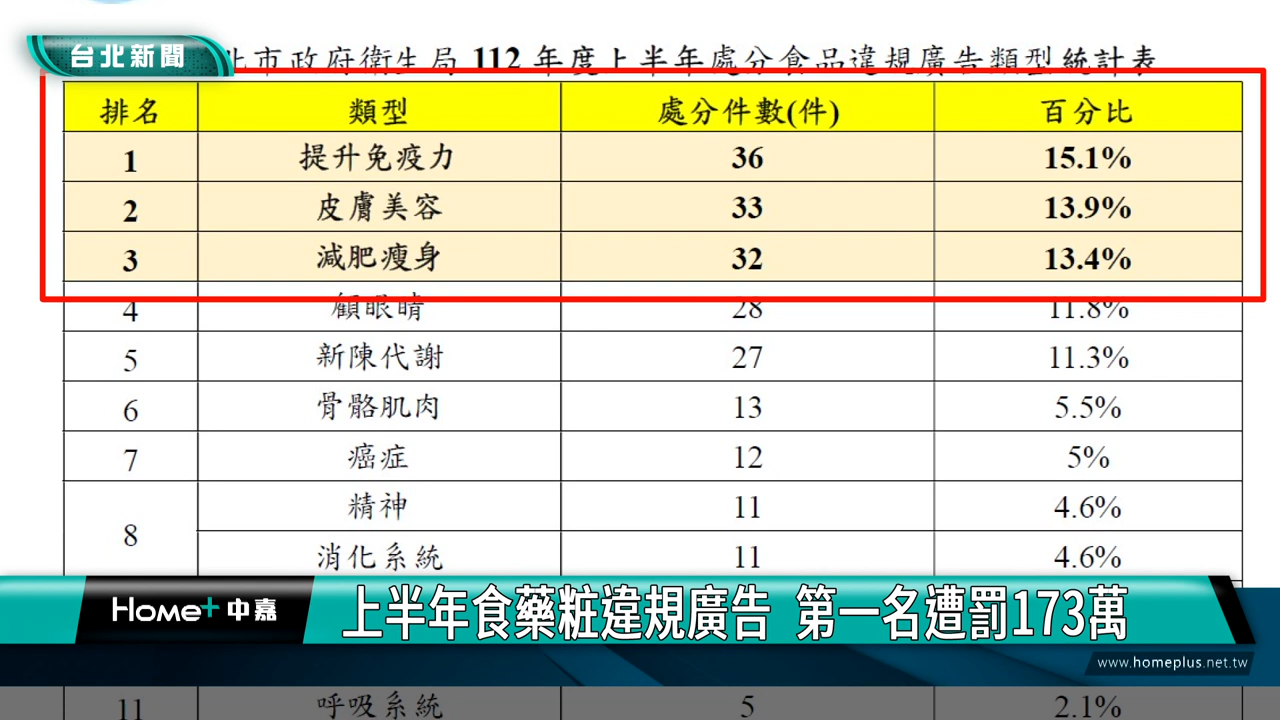 台北新聞
北市政府衛生局 112 年度上半年處分食品違規廣告類型統計表
排名 類型 處分件數(件) 百分比
1 提升免疫力 36 15.1%
2 皮膚美容 33 13.9%
3 減肥瘦身 32 13.4%
4 顧眼睛 28 11.8%
5 新陳代謝 27 11.3%
6 骨骼肌肉 13 5.5%
7 癌症 12 5%
8 精神 11 4.6%
消化系統 11 4.6%
Home+中嘉 上半年食藥粧違規廣告 第一名遭罰173萬
www.homeplus.net.tw
11 呼吸系統 5 2.1%